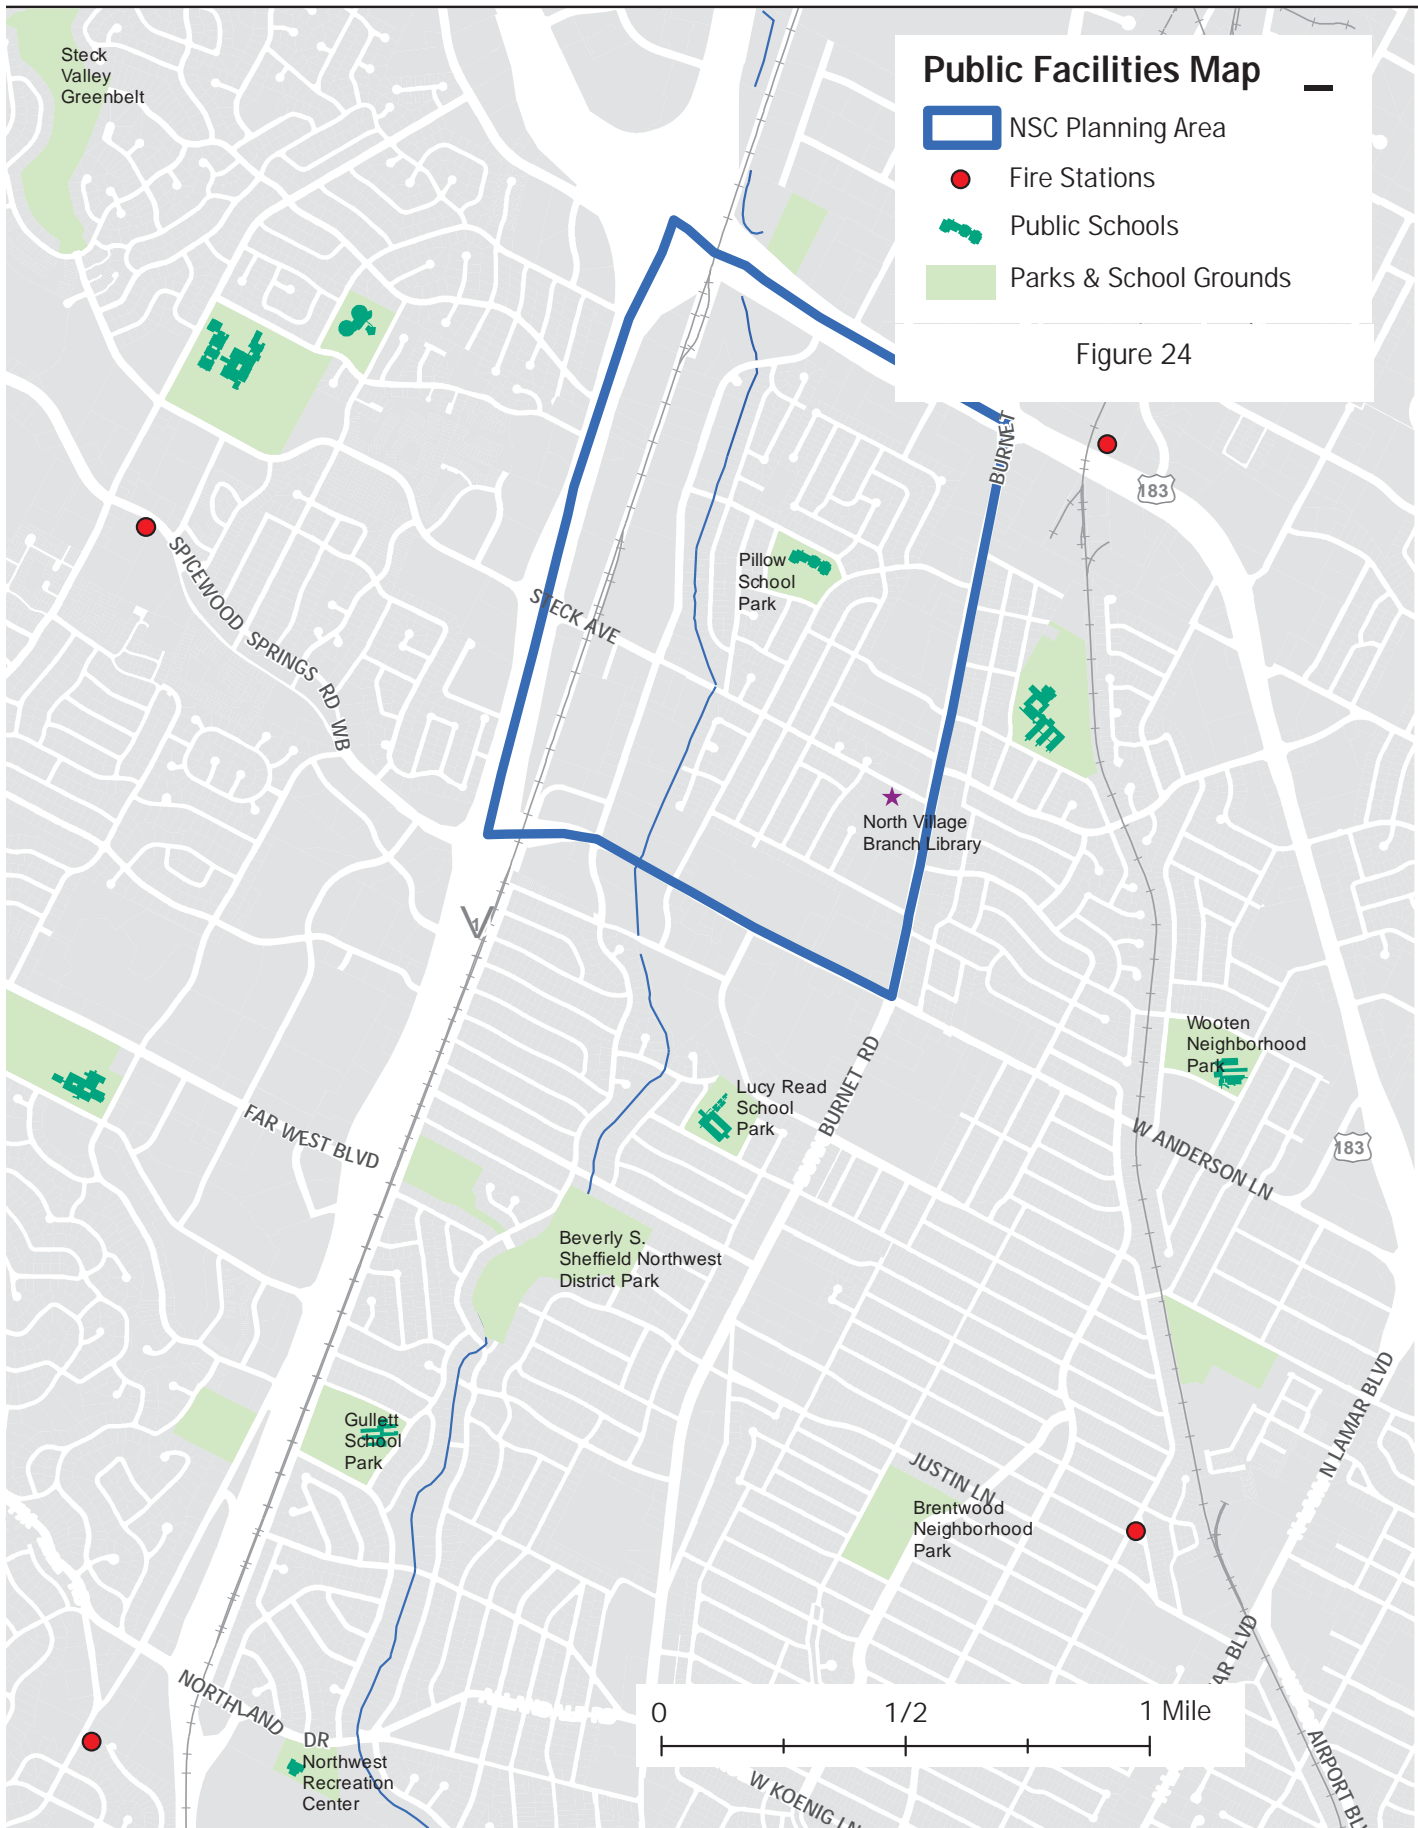 Steck
Valley
Greenbelt
Public Facilities Map
NSC Planning Area
Fire Stations
Public Schools
Parks & School Grounds
Figure 24
BURNET
183
SPICEWOOD SPRINGS RD WB
STECK AVE
Pillow
School
Park
North Village
Branch Library
1
Wooten
Neighborhood
Park
Lucy Read
School
Park
BURNET RD
FAR WEST BLVD
W ANDERSON LN
183
Beverly S.
Sheffield Northwest
District Park
N LAMAR BLVD
Gullett
School
Park
JUSTIN LN
Brentwood
Neighborhood
Park
AR BLVD
NORTHLAND DR
Northwest
Recreation
Center
0 1/2 1 Mile
W KOENIG LN
AIRPORT BLV